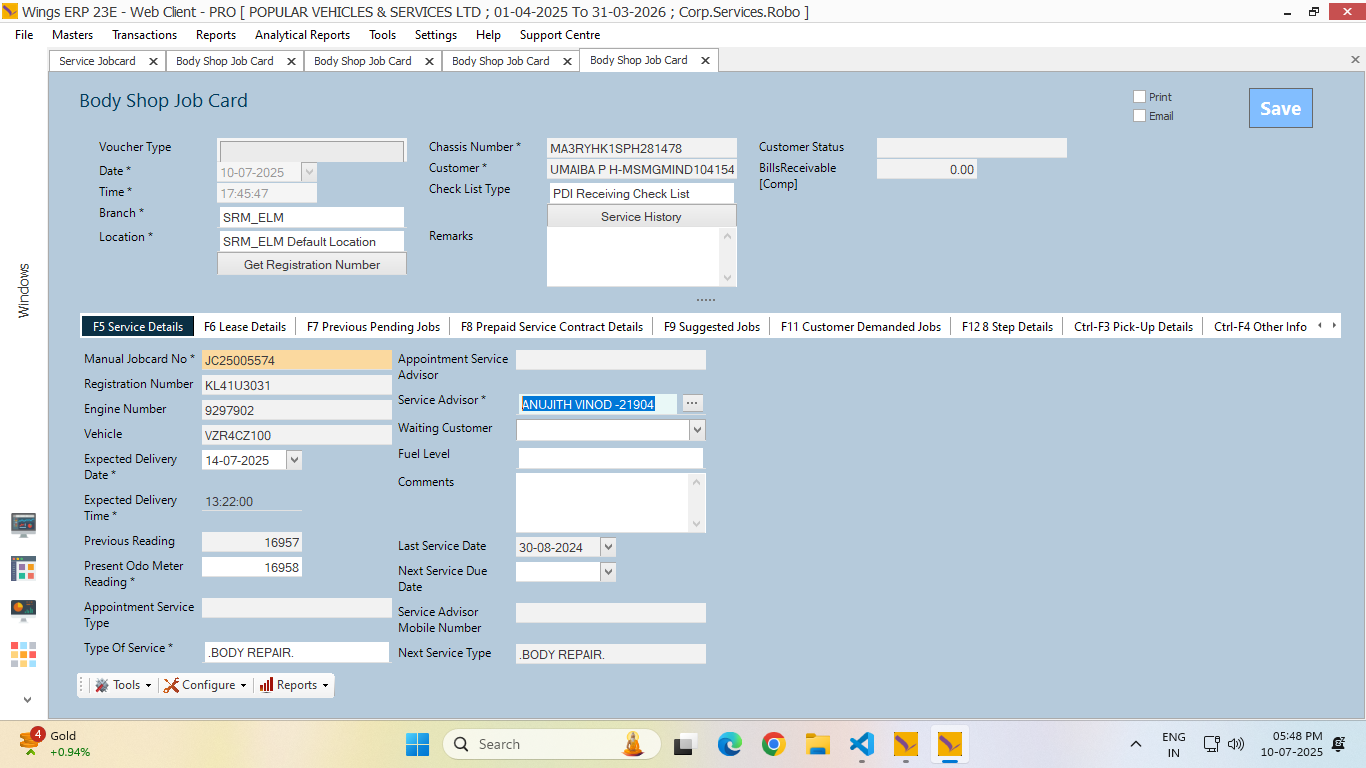 Wings ERP 23E - Web Client - PRO [ POPULAR VEHICLES & SERVICES LTD ; 01-04-2025 To 31-03-2026 ; Corp.Services.Robo ]
File Masters Transactions Reports Analytical Reports Tools Settings Help Support Centre
Service Jobcard Body Shop Job Card Body Shop Job Card Body Shop Job Card Body Shop Job Card
Windows
Body Shop Job Card
Print
Email
Save
Voucher Type
Date * 10-07-2025
Time * 17:45:47
Branch * SRM_ELM
Location * SRM_ELM Default Location
Get Registration Number
Chassis Number * MA3RYHK1SPH281478
Customer * UMAIBA P H-MSMGMIND104154
Check List Type PDI Receiving Check List
Service History
Remarks
Customer Status
BillsReceivable 0.00
[Comp]
F5 Service Details F6 Lease Details F7 Previous Pending Jobs F8 Prepaid Service Contract Details F9 Suggested Jobs F11 Customer Demanded Jobs F12 8 Step Details Ctrl-F3 Pick-Up Details Ctrl-F4 Other Info
Manual Jobcard No * JC25005574
Registration Number KL41U3031
Engine Number 9297902
Vehicle VZR4CZ100
Expected Delivery 14-07-2025
Date *
Expected Delivery 13:22:00
Time *
Previous Reading 16957
Present Odo Meter 16958
Reading *
Appointment Service
Type
Type Of Service * .BODY REPAIR.
Appointment Service
Advisor
Service Advisor * ANUJITH VINOD -21904 ...
Waiting Customer
Fuel Level
Comments
Last Service Date 30-08-2024
Next Service Due
Date
Service Advisor
Mobile Number
Next Service Type .BODY REPAIR.
Tools Configure Reports
4
Gold
+0.94%
Search
ENG
IN
05:48 PM
10-07-2025